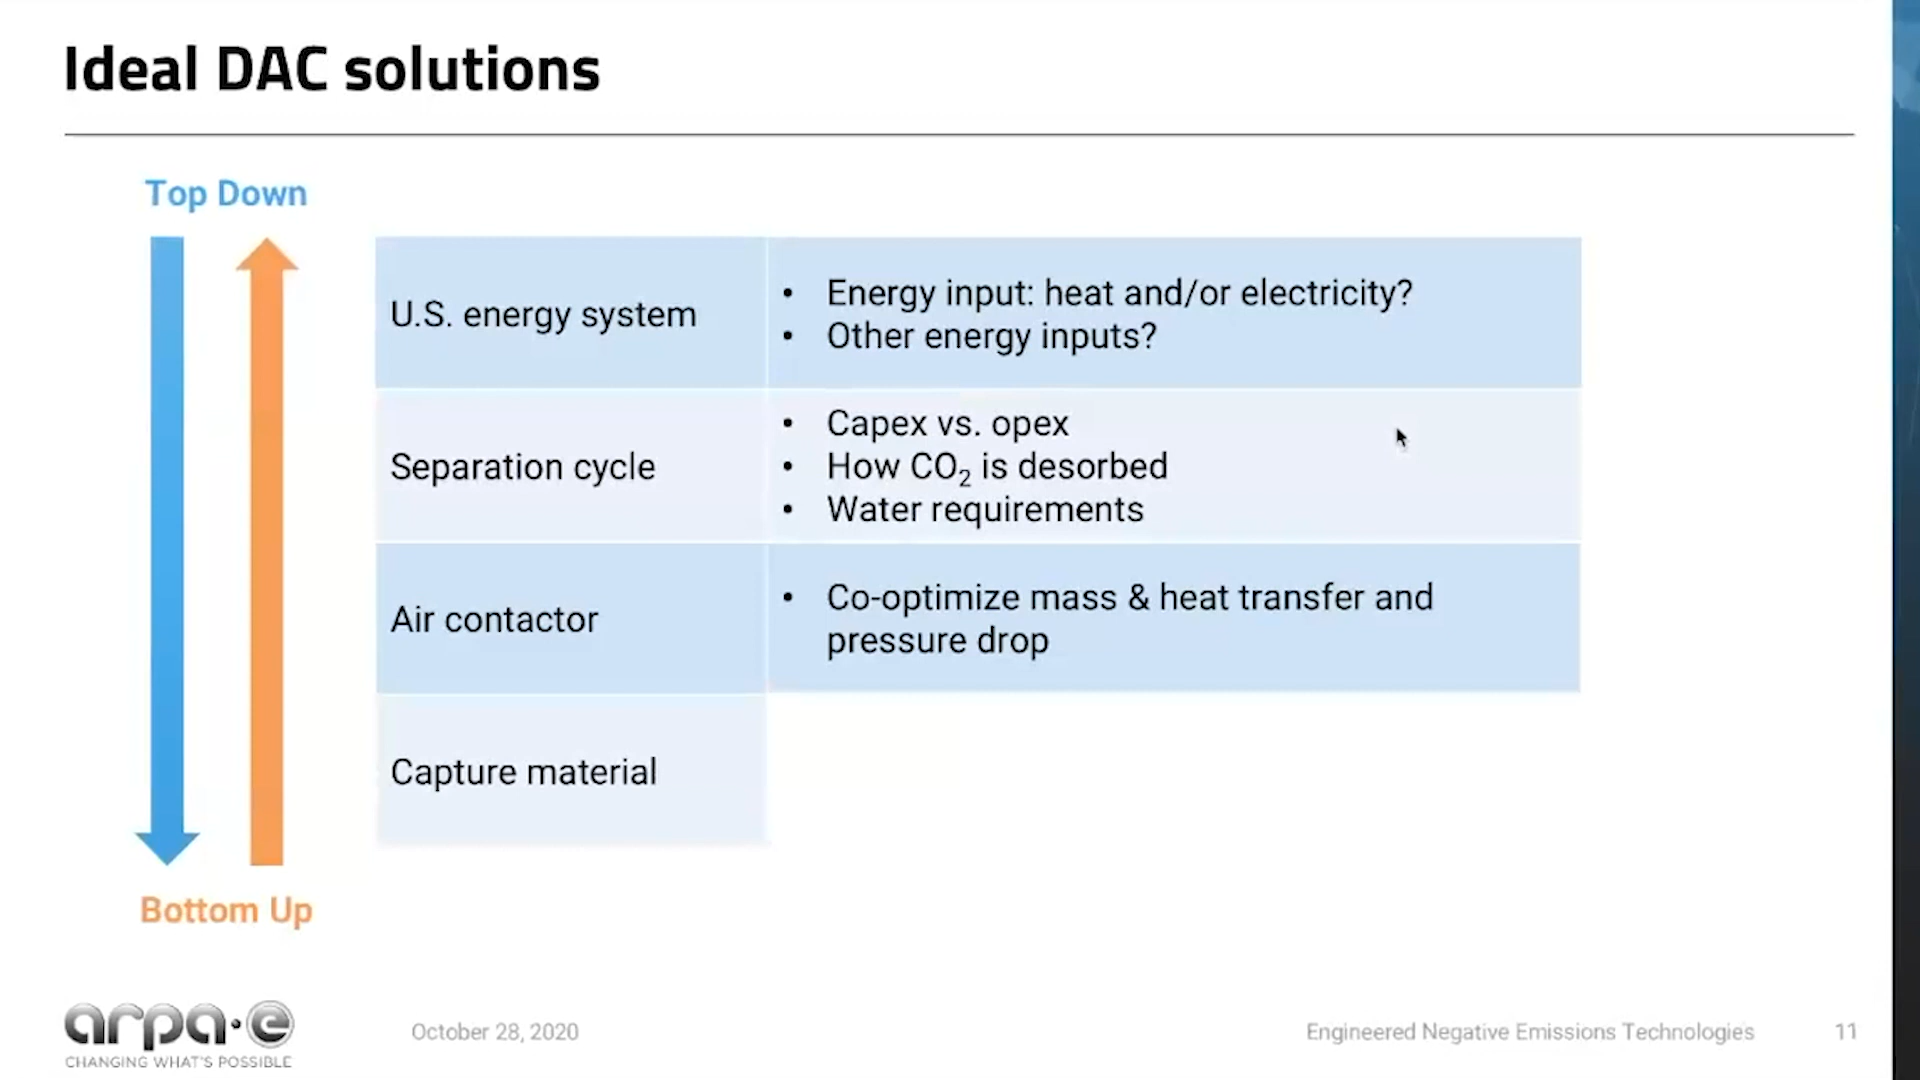 Ideal DAC solutions
Top Down
U.S. energy system
• Energy input: heat and/or electricity?
• Other energy inputs?
Separation cycle
• Capex vs. opex
• How CO₂ is desorbed
• Water requirements
Air contactor
• Co-optimize mass & heat transfer and
pressure drop
Capture material
Bottom Up
arpa·e
CHANGING WHAT'S POSSIBLE
October 28, 2020
Engineered Negative Emissions Technologies
11